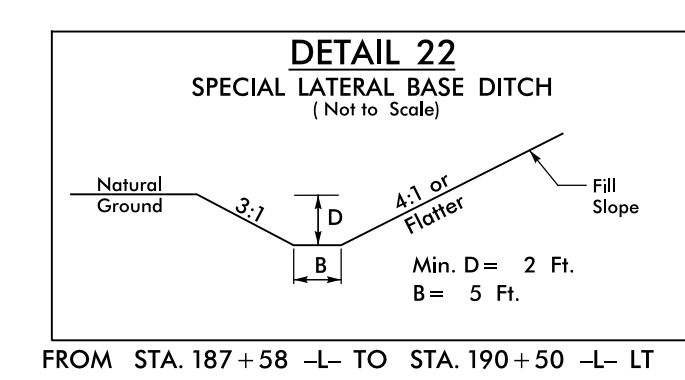 DETAIL 22
SPECIAL LATERAL BASE DITCH
( Not to Scale)
Natural
Ground
3:1
D
4:1 or
Flatter
Fill
Slope
B
Min. D = 2 Ft.
B = 5 Ft.
FROM STA. 187+58 -L- TO STA. 190+50 -L- LT